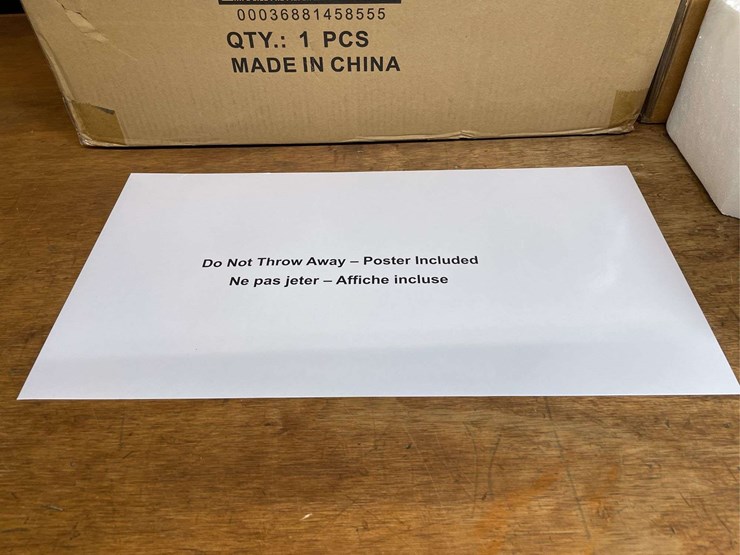 00036881458555
QTY.: 1 PCS
MADE IN CHINA
Do Not Throw Away – Poster Included
Ne pas jeter – Affiche incluse